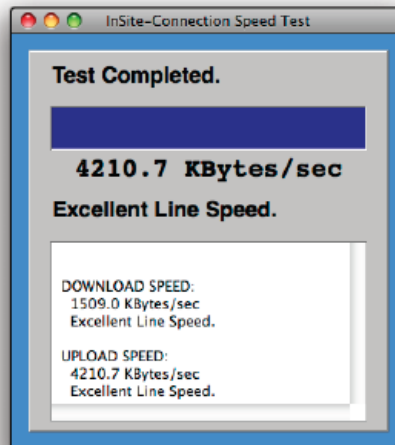 InSite-Connection Speed Test
Test Completed.
4210.7 KBytes/sec
Excellent Line Speed.
DOWNLOAD SPEED:
1509.0 KBytes/sec
Excellent Line Speed.
UPLOAD SPEED:
4210.7 KBytes/sec
Excellent Line Speed.